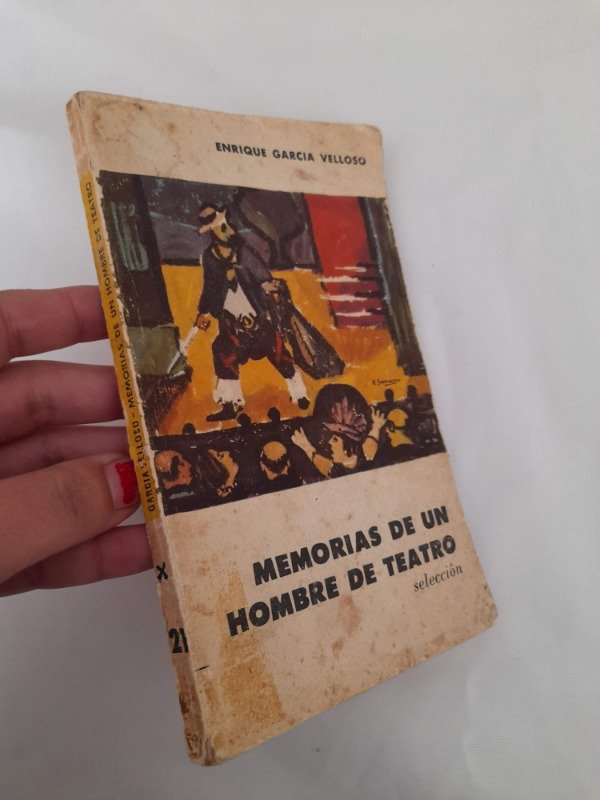 ENRIQUE GARCIA VELLOSO
MEMORIAS DE UN
HOMBRE DE TEATRO
selección
GARCIA VELLOSO - MEMORIAS DE UN HOMBRE DE TEATRO
X
21